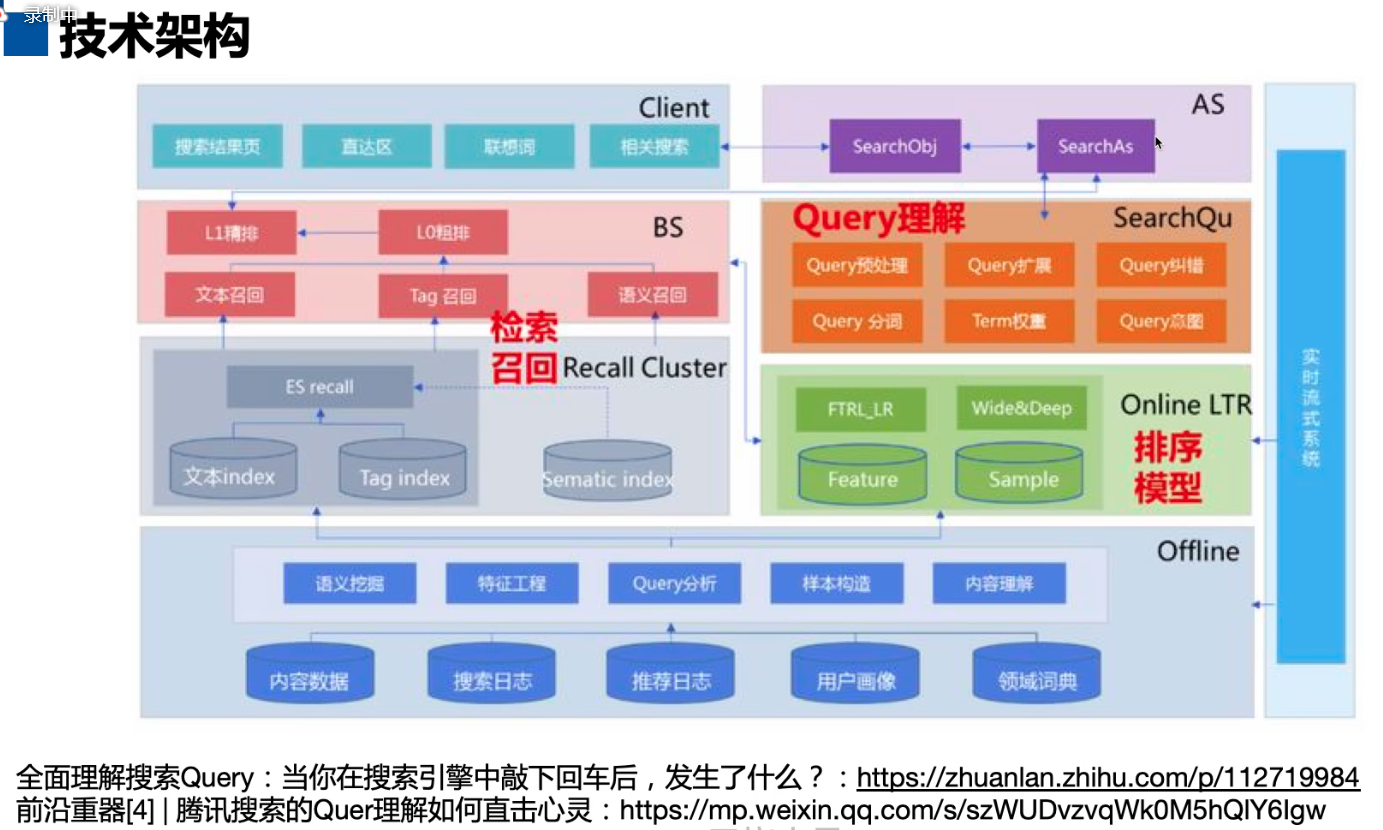 录制中
技术架构
Client
搜索结果页 直达区 联想词 相关搜索
AS
SearchObj SearchAs
BS
L1精排 L0粗排
文本召回 Tag 召回 语义召回
Query理解 SearchQu
Query预处理 Query扩展 Query纠错
Query 分词 Term权重 Query意图
检索
召回 Recall Cluster
ES recall
文本index Tag index Sematic index
Online LTR
FTRL_LR Wide&Deep
排序
模型
Feature Sample
实时流式系统
Offline
语义挖掘 特征工程 Query分析 样本构造 内容理解
内容数据 搜索日志 推荐日志 用户画像 领域词典
全面理解搜索Query：当你在搜索引擎中敲下回车后，发生了什么？：https://zhuanlan.zhihu.com/p/112719984
前沿重器[4] | 腾讯搜索的Quer理解如何直击心灵：https://mp.weixin.qq.com/s/szWUDvzvqWk0M5hQIY6Igw